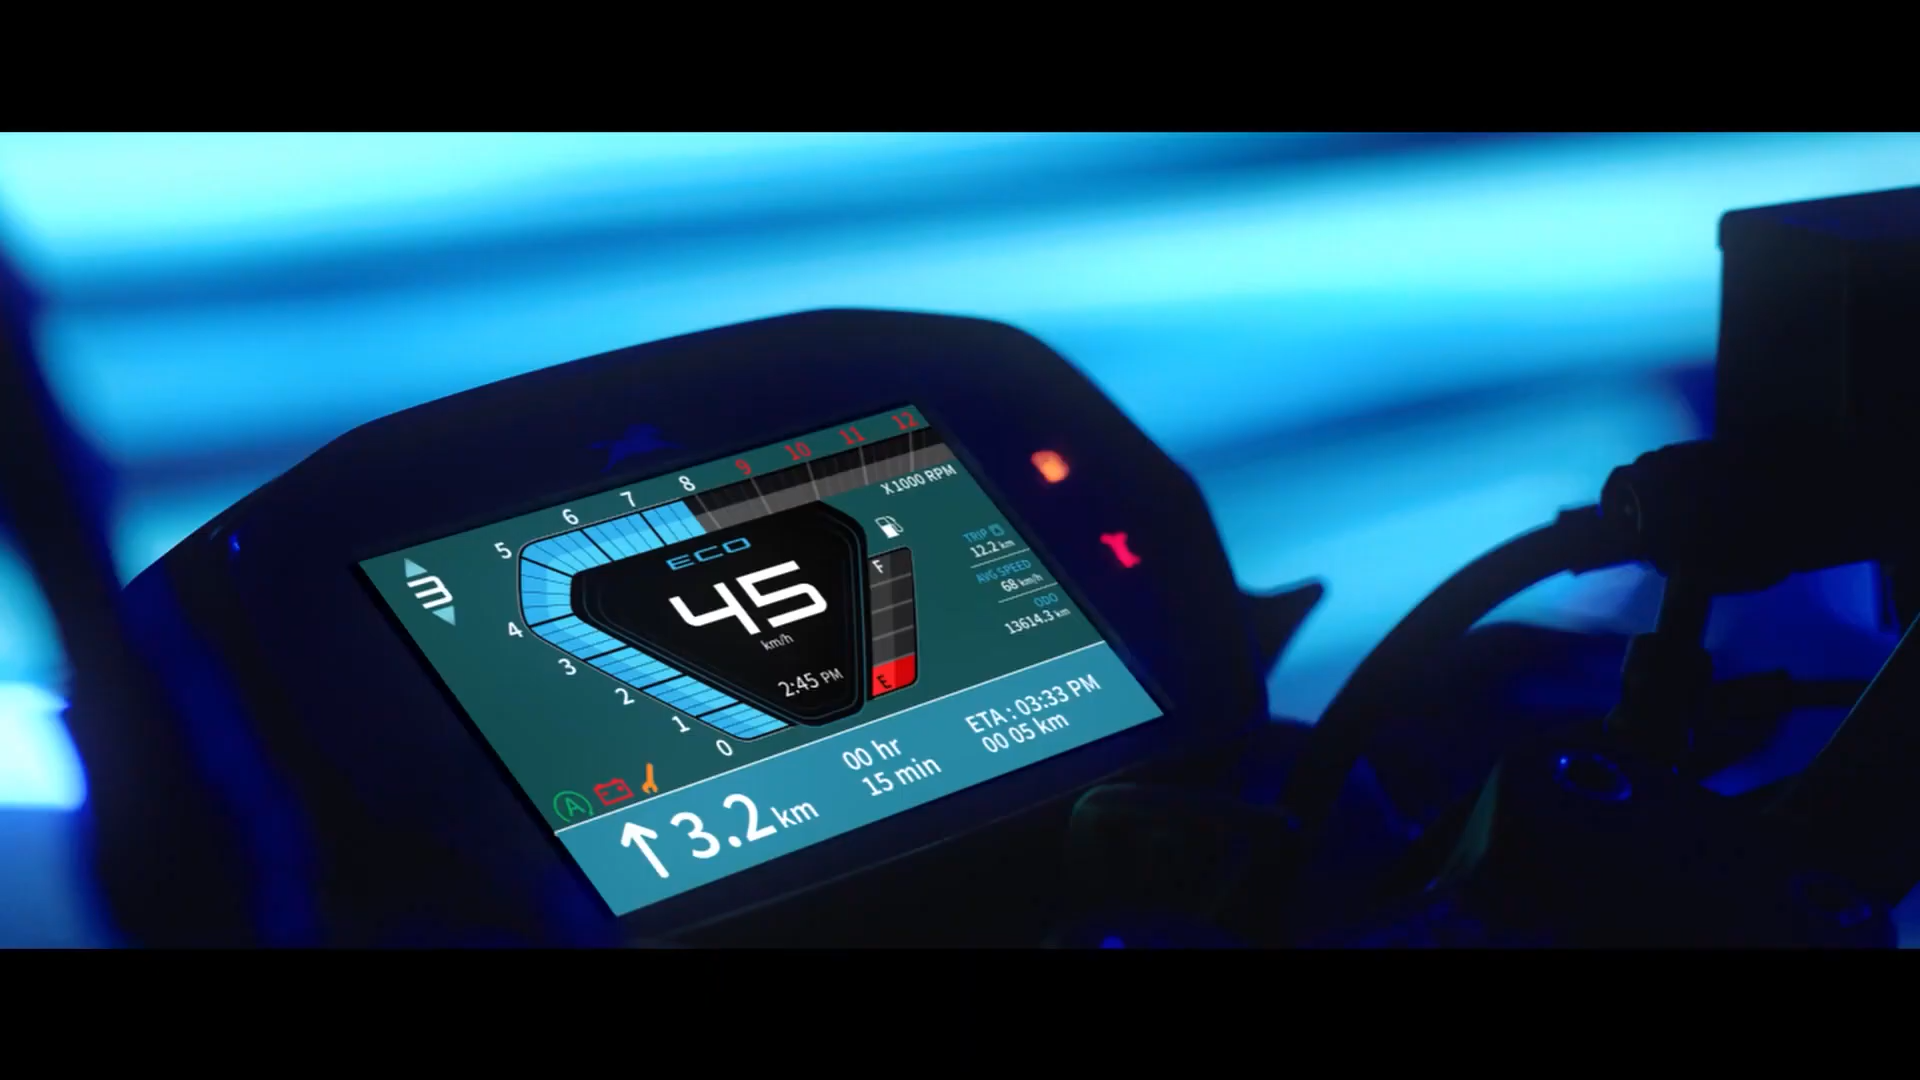 3
5
6
7
8
9
10
11
12
X1000 RPM
4
3
2
1
0
ECO
45
km/h
2:45 PM
F
E
TRIP
12.2 km
AVG SPEED
68 km/h
ODO
13614.3 km
A
3.2 km
00 hr
15 min
ETA : 03:33 PM
00 05 km